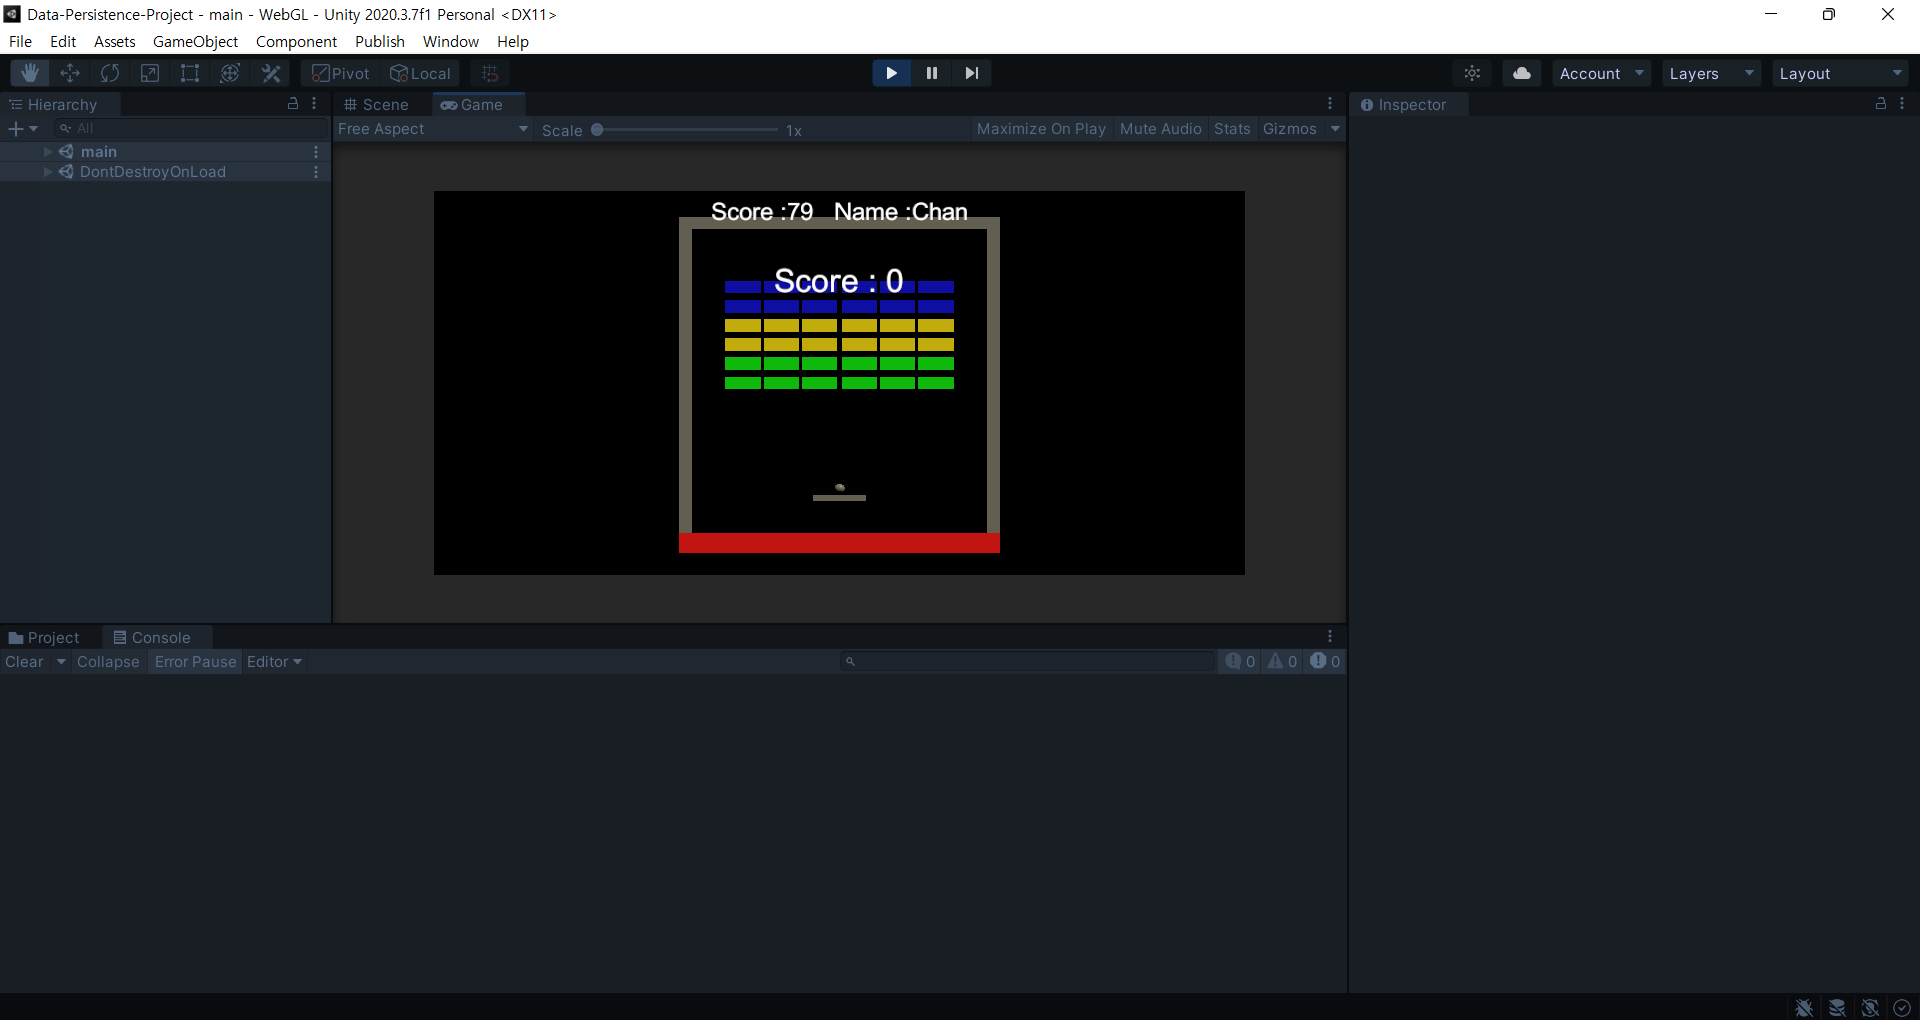 Data-Persistence-Project - main - WebGL - Unity 2020.3.7f1 Personal <DX11>
File Edit Assets GameObject Component Publish Window Help
Pivot Local Account Layers Layout
Hierarchy Scene Game Inspector
All Free Aspect Scale 1x Maximize On Play Mute Audio Stats Gizmos
main
DontDestroyOnLoad
Score :79 Name :Chan
Score : 0
Project Console
Clear Collapse Error Pause Editor 0 0 0